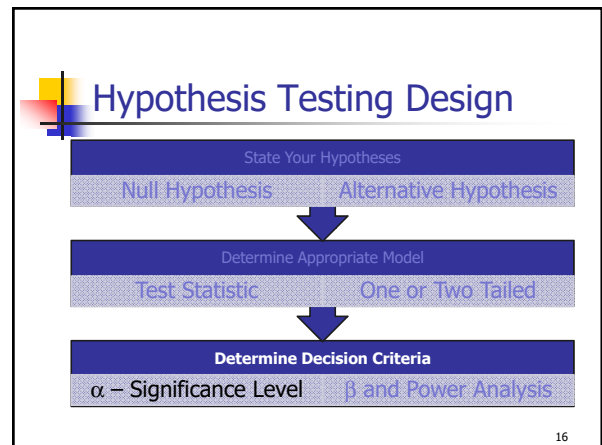 Hypothesis Testing Design
State Your Hypotheses
Null Hypothesis Alternative Hypothesis
Determine Appropriate Model
Test Statistic One or Two Tailed
Determine Decision Criteria
α – Significance Level β and Power Analysis
16